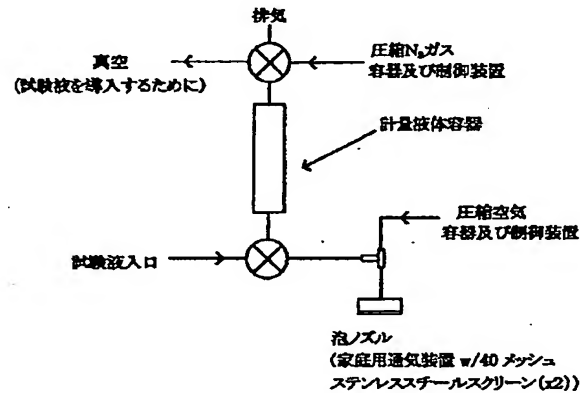 排気
真空
(試験液を導入するために)
圧縮N₂ガス
容器及び制御装置
計量液体容器
圧縮空気
容器及び制御装置
試験液入口
泡ノズル
(家庭用通気装置 w/40 メッシュ
ステンレススチールスクリーン(x2))